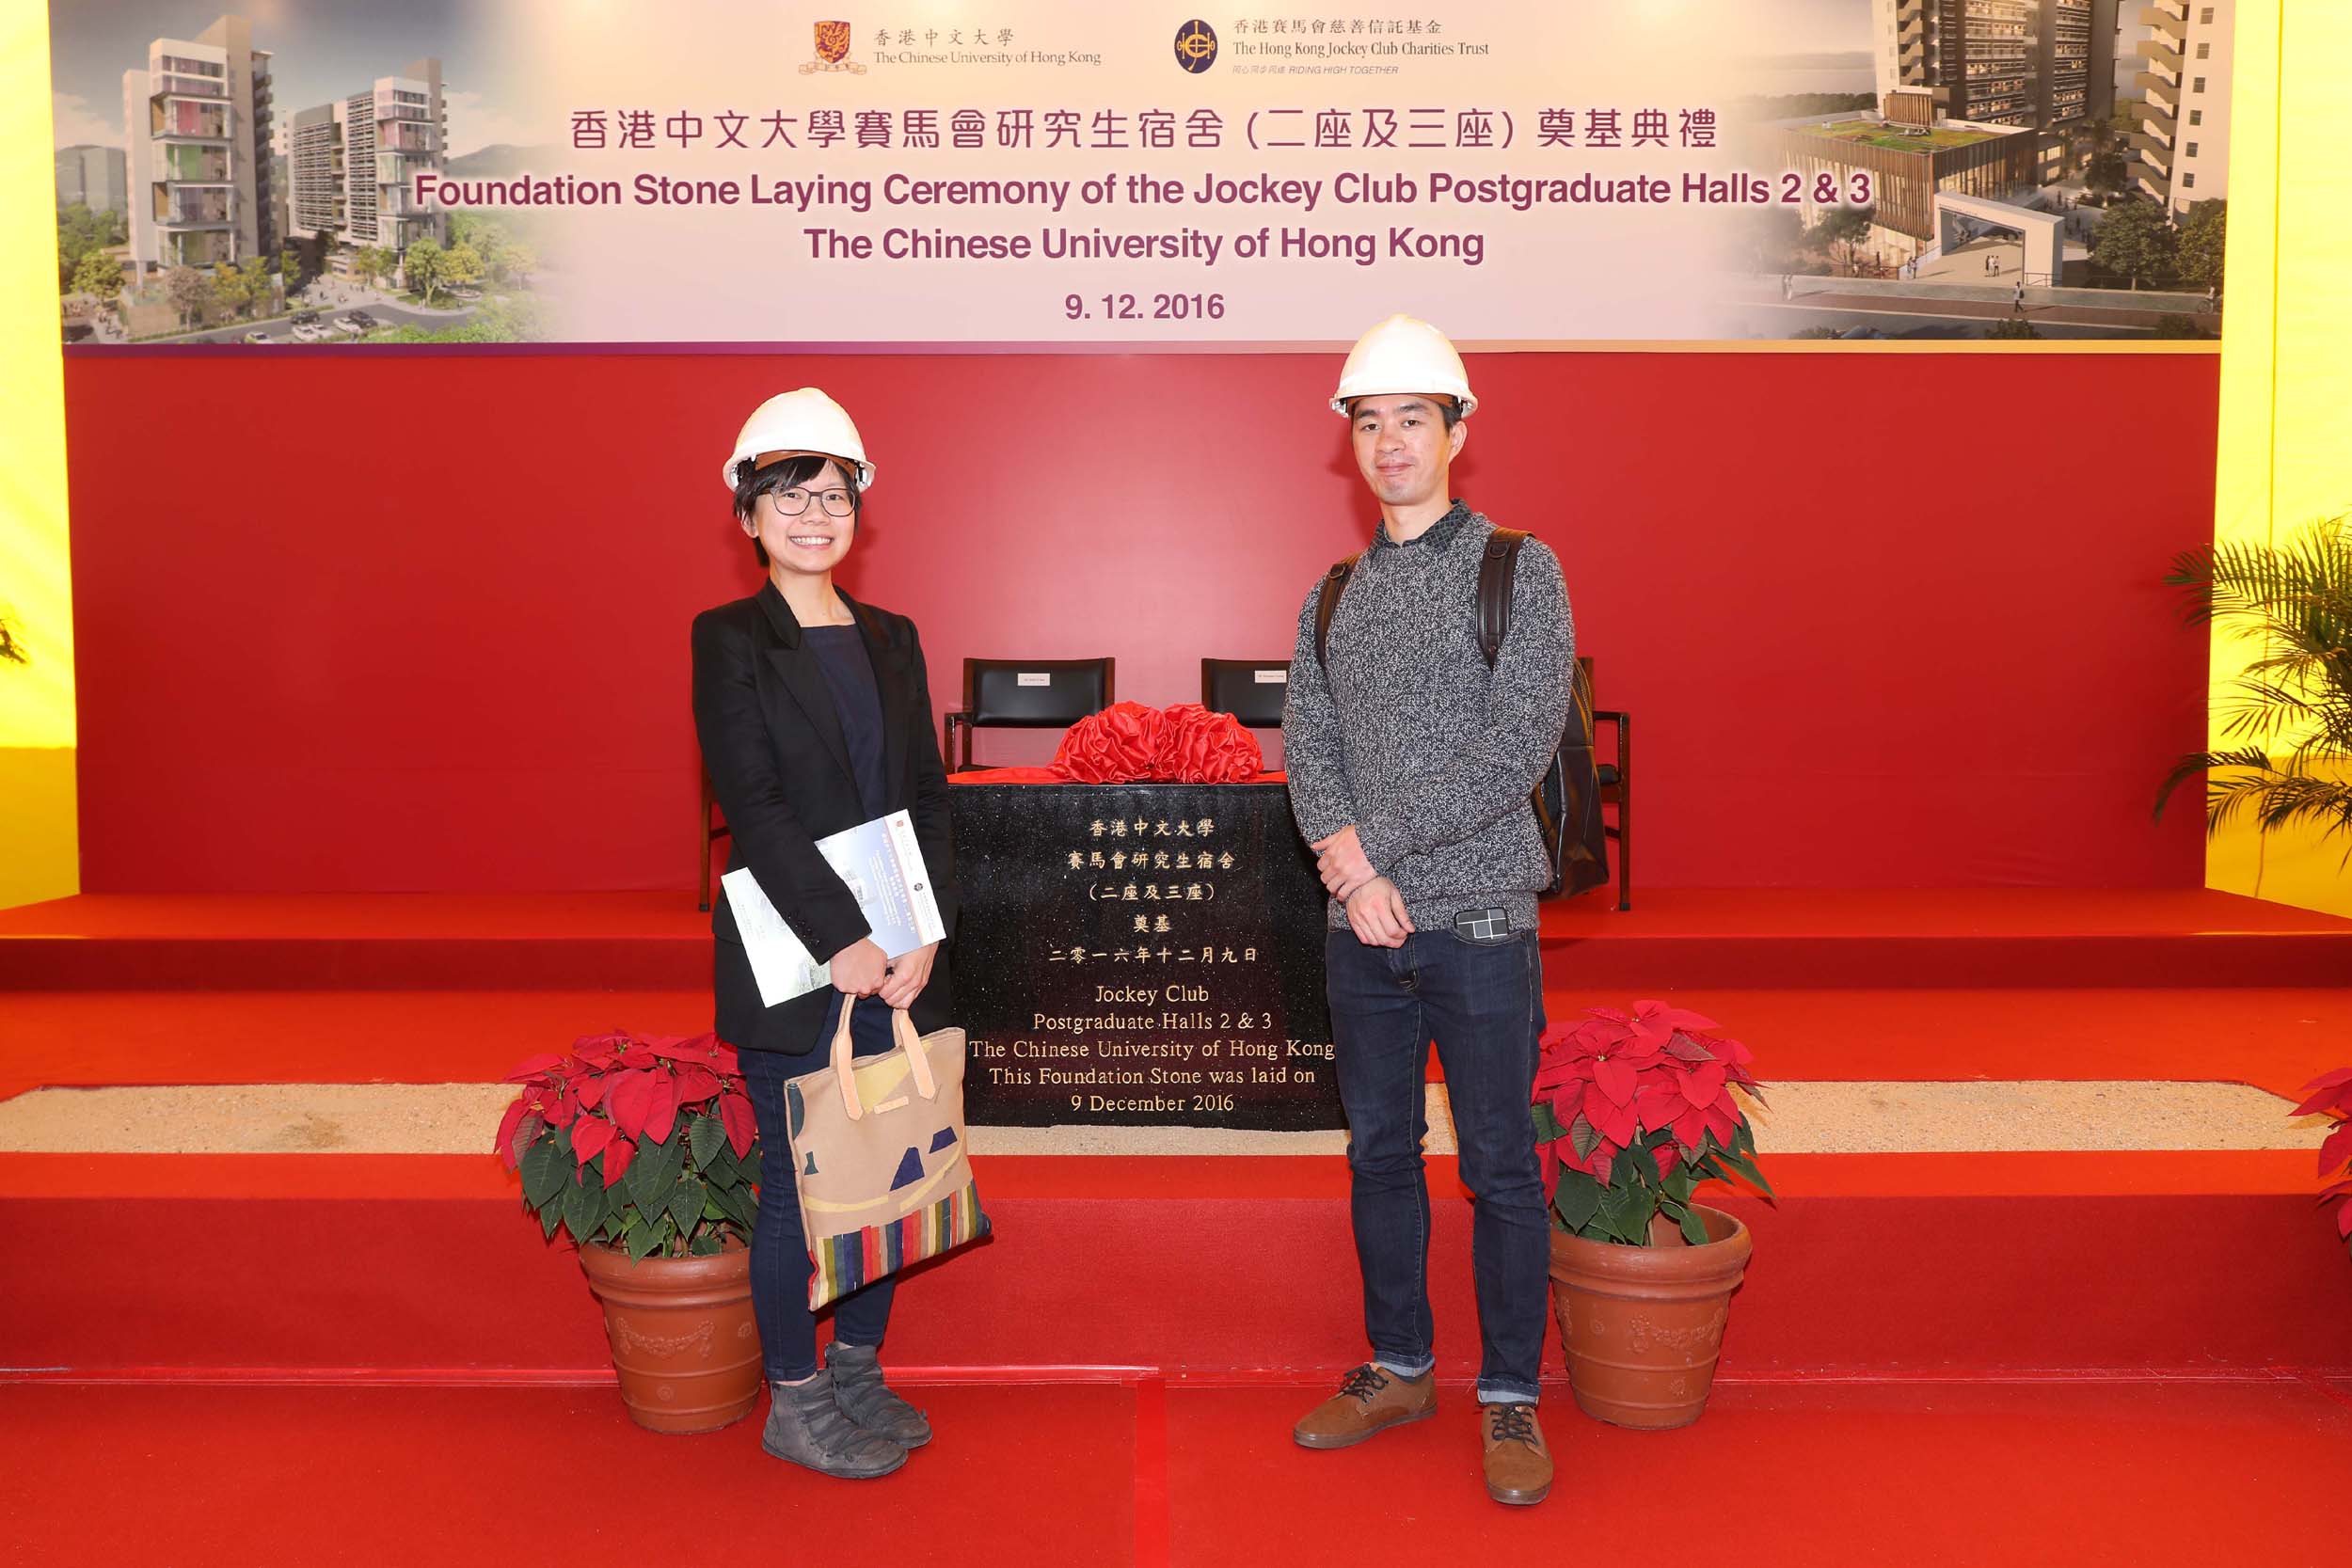 香港中文大學
The Chinese University of Hong Kong
香港賽馬會慈善信託基金
The Hong Kong Jockey Club Charities Trust
同心同步同進 RIDING HIGH TOGETHER
香港中文大學賽馬會研究生宿舍 (二座及三座) 奠基典禮
Foundation Stone Laying Ceremony of the Jockey Club Postgraduate Halls 2 & 3
The Chinese University of Hong Kong
9. 12. 2016
香港中文大學
賽馬會研究生宿舍
(二座及三座)
奠基
二零一六年十二月九日
Jockey Club
Postgraduate Halls 2 & 3
The Chinese University of Hong Kong
This Foundation Stone was laid on
9 December 2016